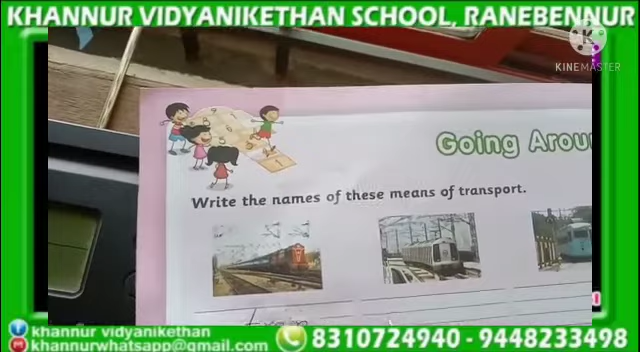 KHANNUR VIDYANIKETHAN SCHOOL, RANEBENNUR
K
KINEMASTER
Going Arou
Write the names of these means of transport.
khannur vidyanikethan
khannurwhatsapp@gmail.com
8310724940 - 9448233498